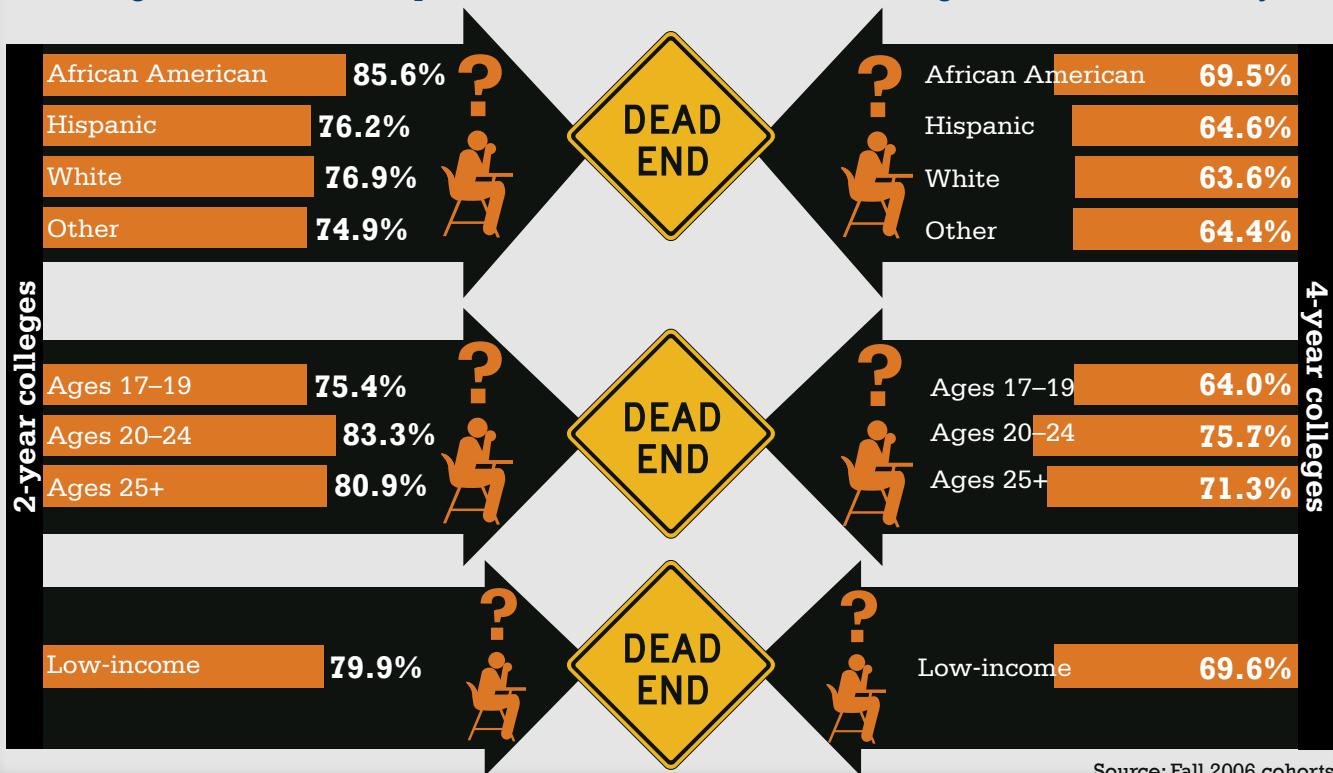 African American 85.6%
Hispanic 76.2%
White 76.9%
Other 74.9%
?
DEAD
END
?
African American 69.5%
Hispanic 64.6%
White 63.6%
Other 64.4%
2-year colleges
Ages 17–19 75.4%
Ages 20–24 83.3%
Ages 25+ 80.9%
?
DEAD
END
?
Ages 17–19 64.0%
Ages 20–24 75.7%
Ages 25+ 71.3%
4-year colleges
Low-income 79.9%
?
DEAD
END
?
Low-income 69.6%
Source: Fall 2006 cohorts